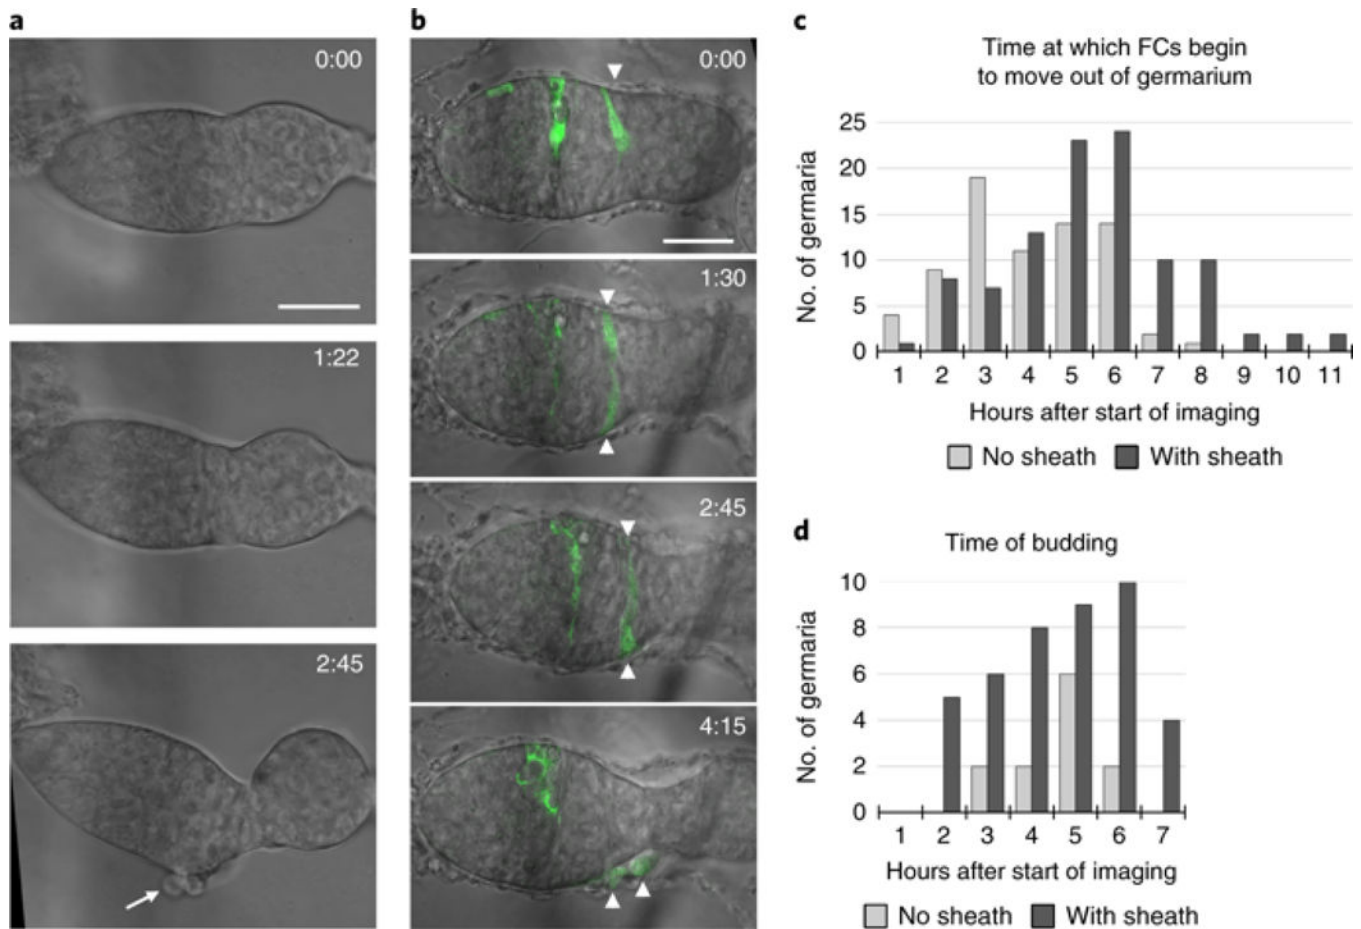 a
0:00
1:22
2:45
b
0:00
1:30
2:45
4:15
c
Time at which FCs begin
to move out of germarium
No. of germaria
25
20
15
10
5
0
1 2 3 4 5 6 7 8 9 10 11
Hours after start of imaging
No sheath With sheath
d
Time of budding
No. of germaria
10
8
6
4
2
0
1 2 3 4 5 6 7
Hours after start of imaging
No sheath With sheath